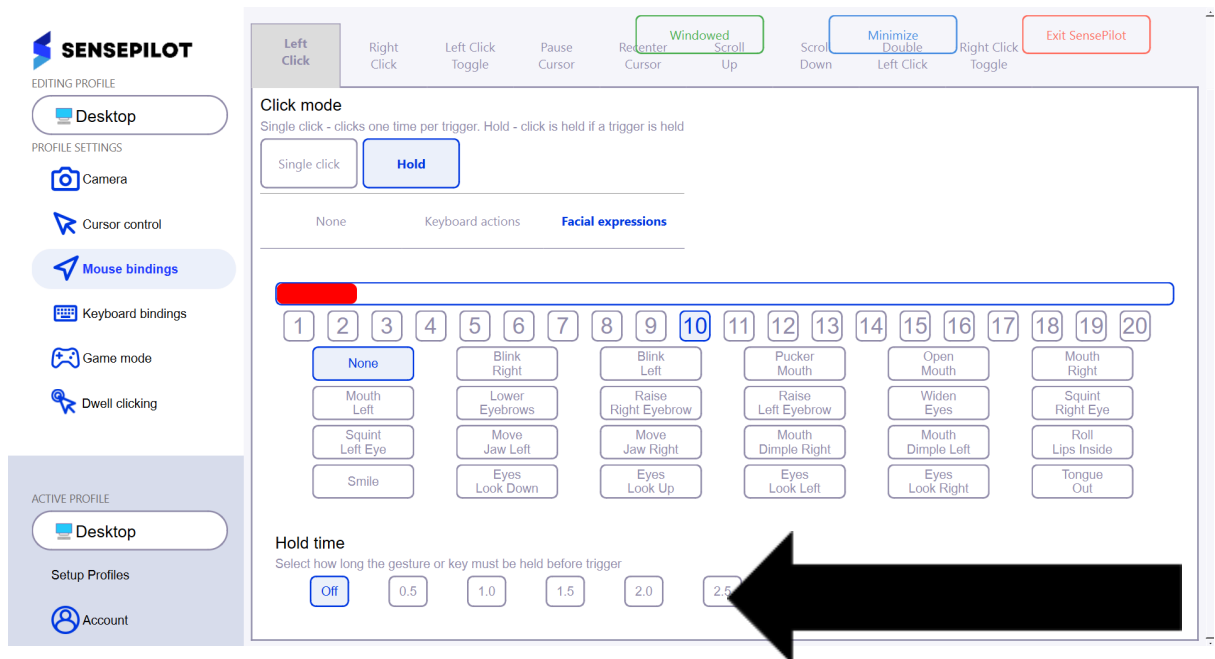 SENSEPILOT
EDITING PROFILE
Desktop
PROFILE SETTINGS
Camera
Cursor control
Mouse bindings
Keyboard bindings
Game mode
Dwell clicking
ACTIVE PROFILE
Desktop
Setup Profiles
Account
Windowed
Minimize
Exit SensePilot
Left Click
Right Click
Left Click Toggle
Pause Cursor
Recenter Cursor
Scroll Up
Scroll Down
Double Left Click
Right Click Toggle
Click mode
Single click - clicks one time per trigger. Hold - click is held if a trigger is held
Single click Hold
None Keyboard actions Facial expressions
1 2 3 4 5 6 7 8 9 10 11 12 13 14 15 16 17 18 19 20
None
Blink Right
Blink Left
Pucker Mouth
Open Mouth
Mouth Right
Mouth Left
Lower Eyebrows
Raise Right Eyebrow
Raise Left Eyebrow
Widen Eyes
Squint Right Eye
Squint Left Eye
Move Jaw Left
Move Jaw Right
Mouth Dimple Right
Mouth Dimple Left
Roll Lips Inside
Smile
Eyes Look Down
Eyes Look Up
Eyes Look Left
Eyes Look Right
Tongue Out
Hold time
Select how long the gesture or key must be held before trigger
Off 0.5 1.0 1.5 2.0 2.5